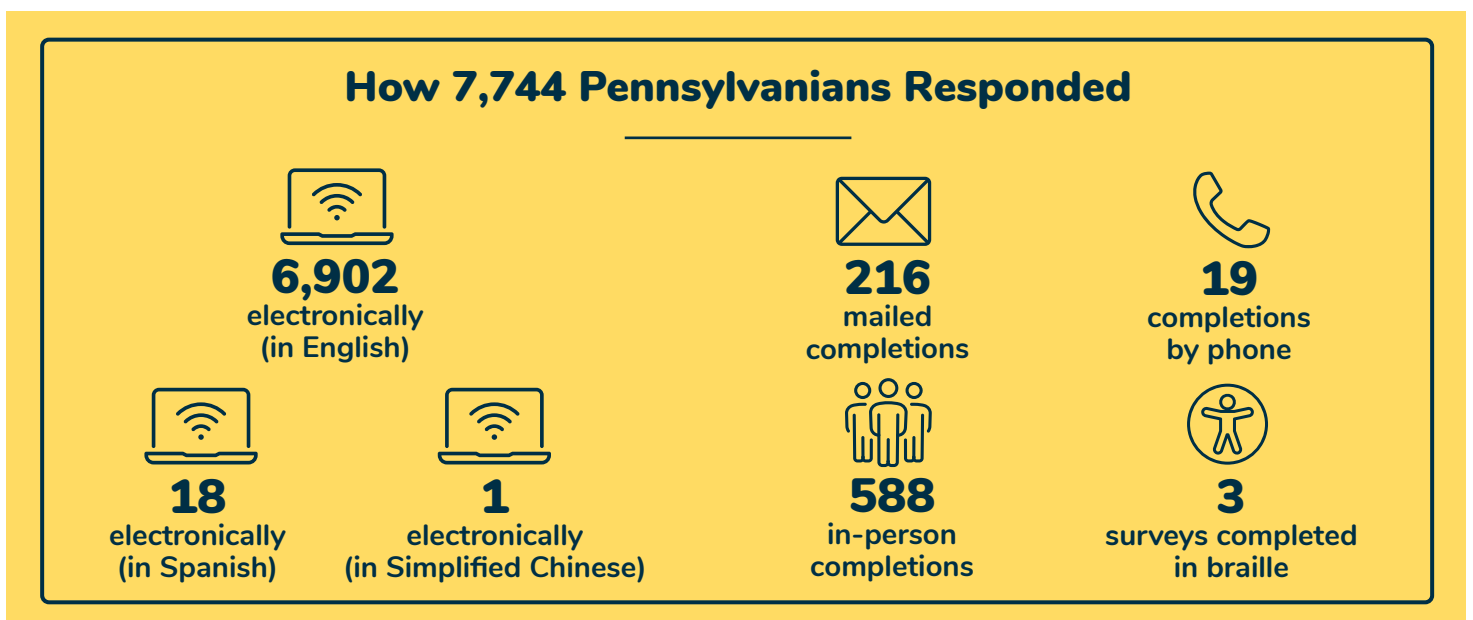 How 7,744 Pennsylvanians Responded
6,902
electronically
(in English)
216
mailed
completions
19
completions
by phone
18
electronically
(in Spanish)
1
electronically
(in Simplified Chinese)
588
in-person
completions
3
surveys completed
in braille